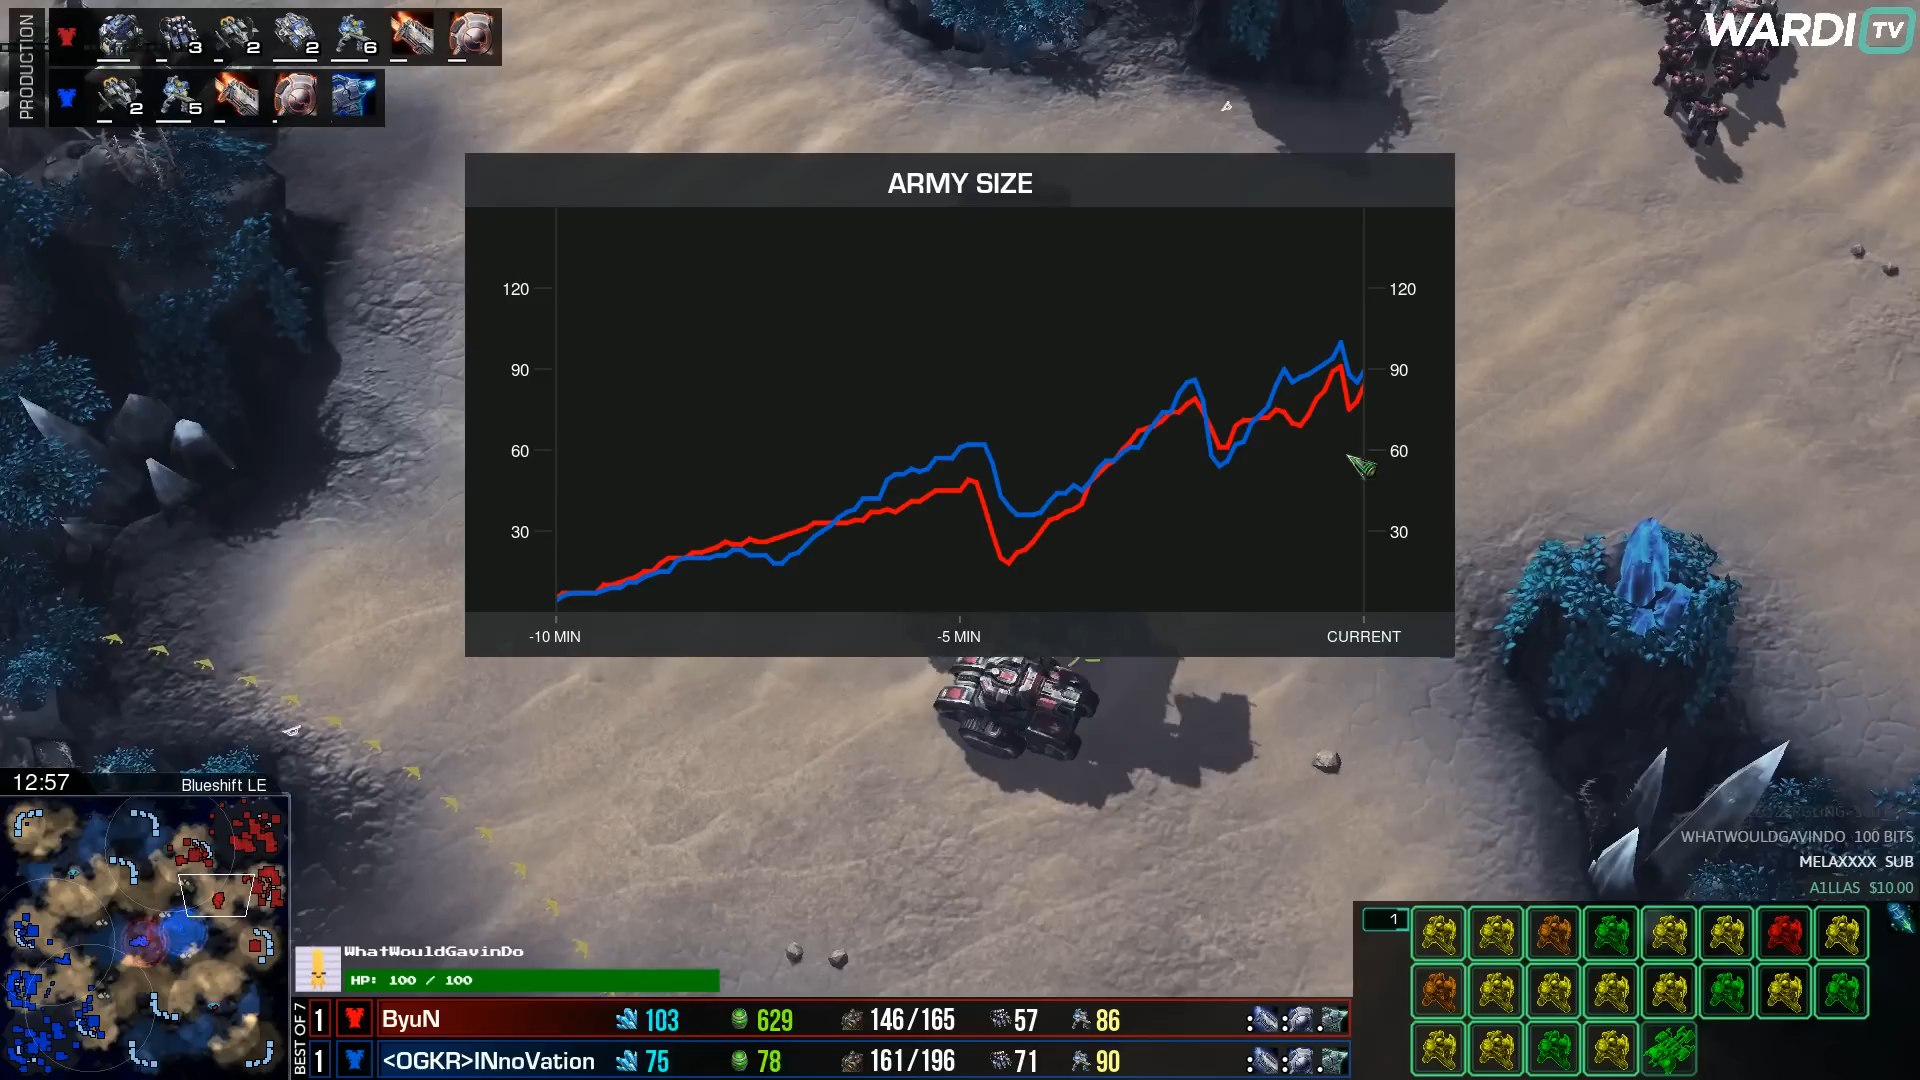 PRODUCTION
3 2 2 6
2 5
WARDI TV
ARMY SIZE
120 120
90 90
60 60
30 30
-10 MIN -5 MIN CURRENT
12:57 Blueshift LE
WHATWOULDGAVINDO 100 BITS
MELAXXXX SUB
A1LLAS $10.00
1
WhatWouldGavinDo
HP: 100 / 100
BEST OF 7
1 ByuN 103 629 146/165 57 86
1 <OGKR>INnoVation 75 78 161/196 71 90